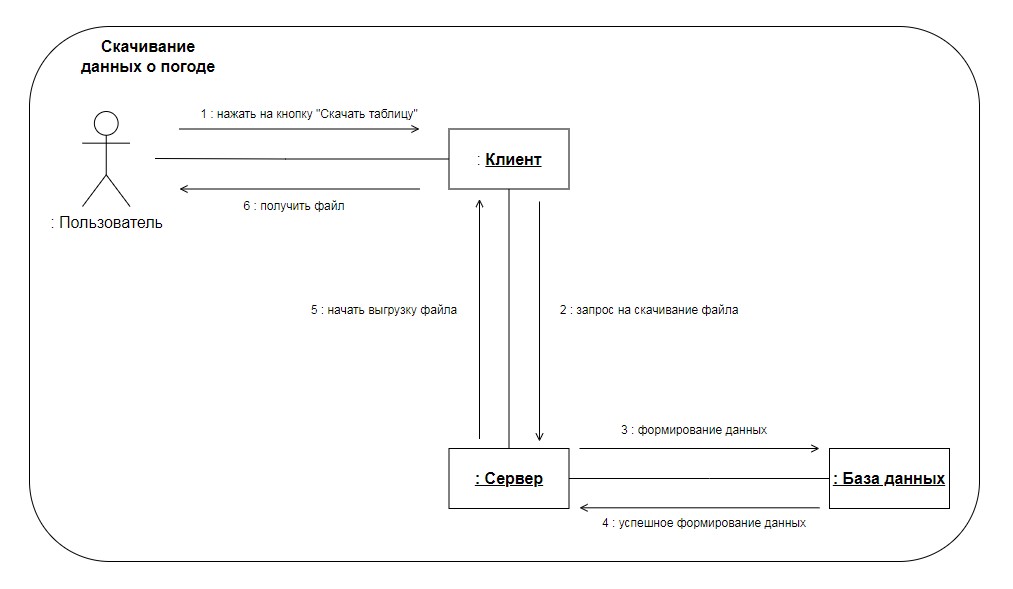 Скачивание
данных о погоде
1 : нажать на кнопку "Скачать таблицу"
: Клиент
6 : получить файл
: Пользователь
5 : начать выгрузку файла
2 : запрос на скачивание файла
3 : формирование данных
: Сервер
: База данных
4 : успешное формирование данных